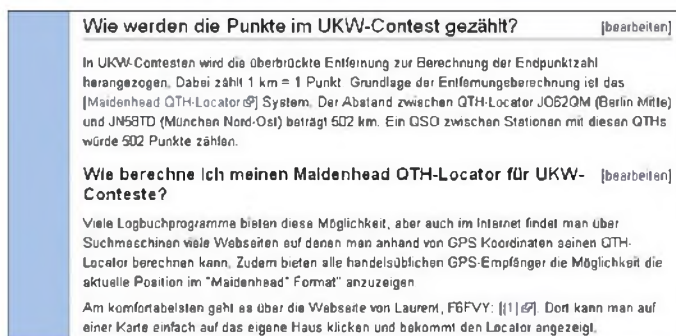 Wie werden die Punkte im UKW-Contest gezählt? [bearbeiten]
In UKW-Contesten wird die überbrückte Entfernung zur Berechnung der Endpunktzahl
herangezogen. Dabei zählt 1 km = 1 Punkt. Grundlage der Entfernungsberechnung ist das
[Maidenhead QTH-Locator] System. Der Abstand zwischen QTH-Locator JO62QM (Berlin Mitte)
und JN58TD (München Nord-Ost) beträgt 502 km. Ein QSO zwischen Stationen mit diesen QTHs
würde 502 Punkte zählen.
Wie berechne ich meinen Maidenhead QTH-Locator für UKW- [bearbeiten]
Conteste?
Viele Logbuchprogramme bieten diese Möglichkeit, aber auch im Internet findet man über
Suchmaschinen viele Webseiten auf denen man anhand von GPS Koordinaten seinen QTH-
Locator berechnen kann. Zudem bieten alle handelsüblichen GPS-Empfänger die Möglichkeit die
aktuelle Position im "Maidenhead" Format" anzuzeigen
Am komfortabelsten geht es über die Webseite von Laurent, F6FVY: [[1]]. Dort kann man auf
einer Karte einfach auf das eigene Haus klicken und bekommt den Locator angezeigt.